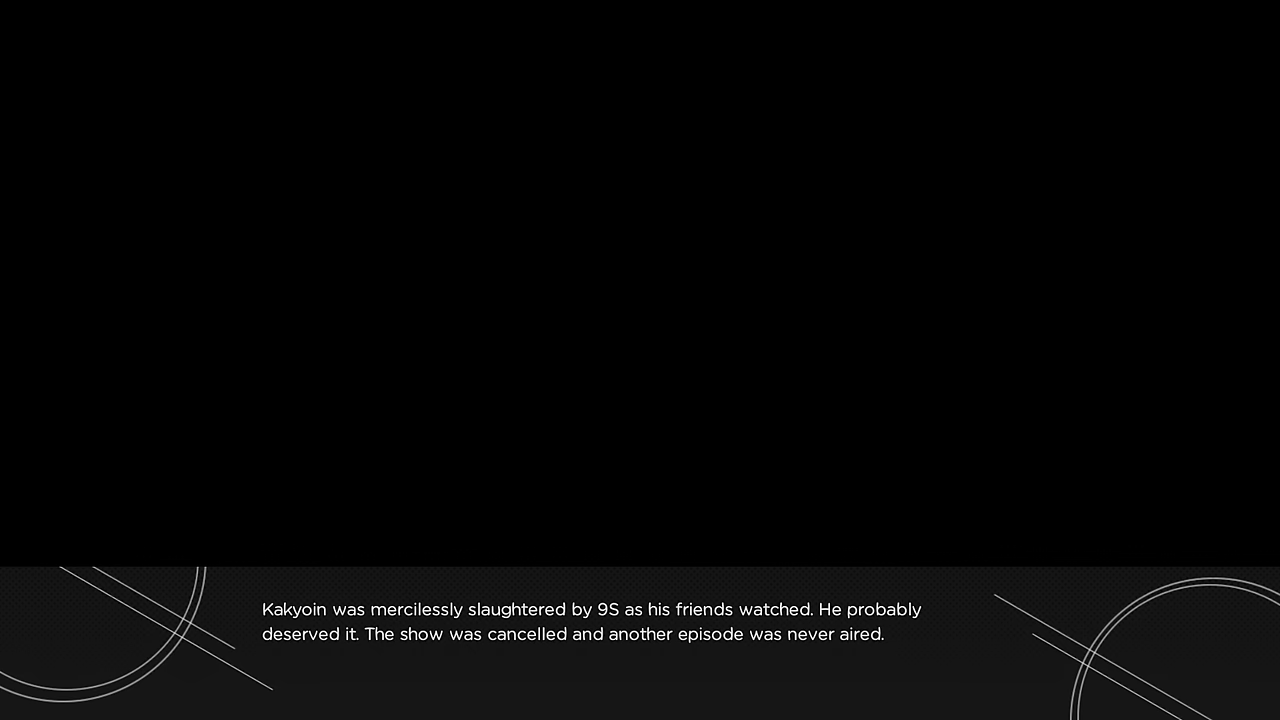 Kakyoin was mercilessly slaughtered by 9S as his friends watched. He probably
deserved it. The show was cancelled and another episode was never aired.